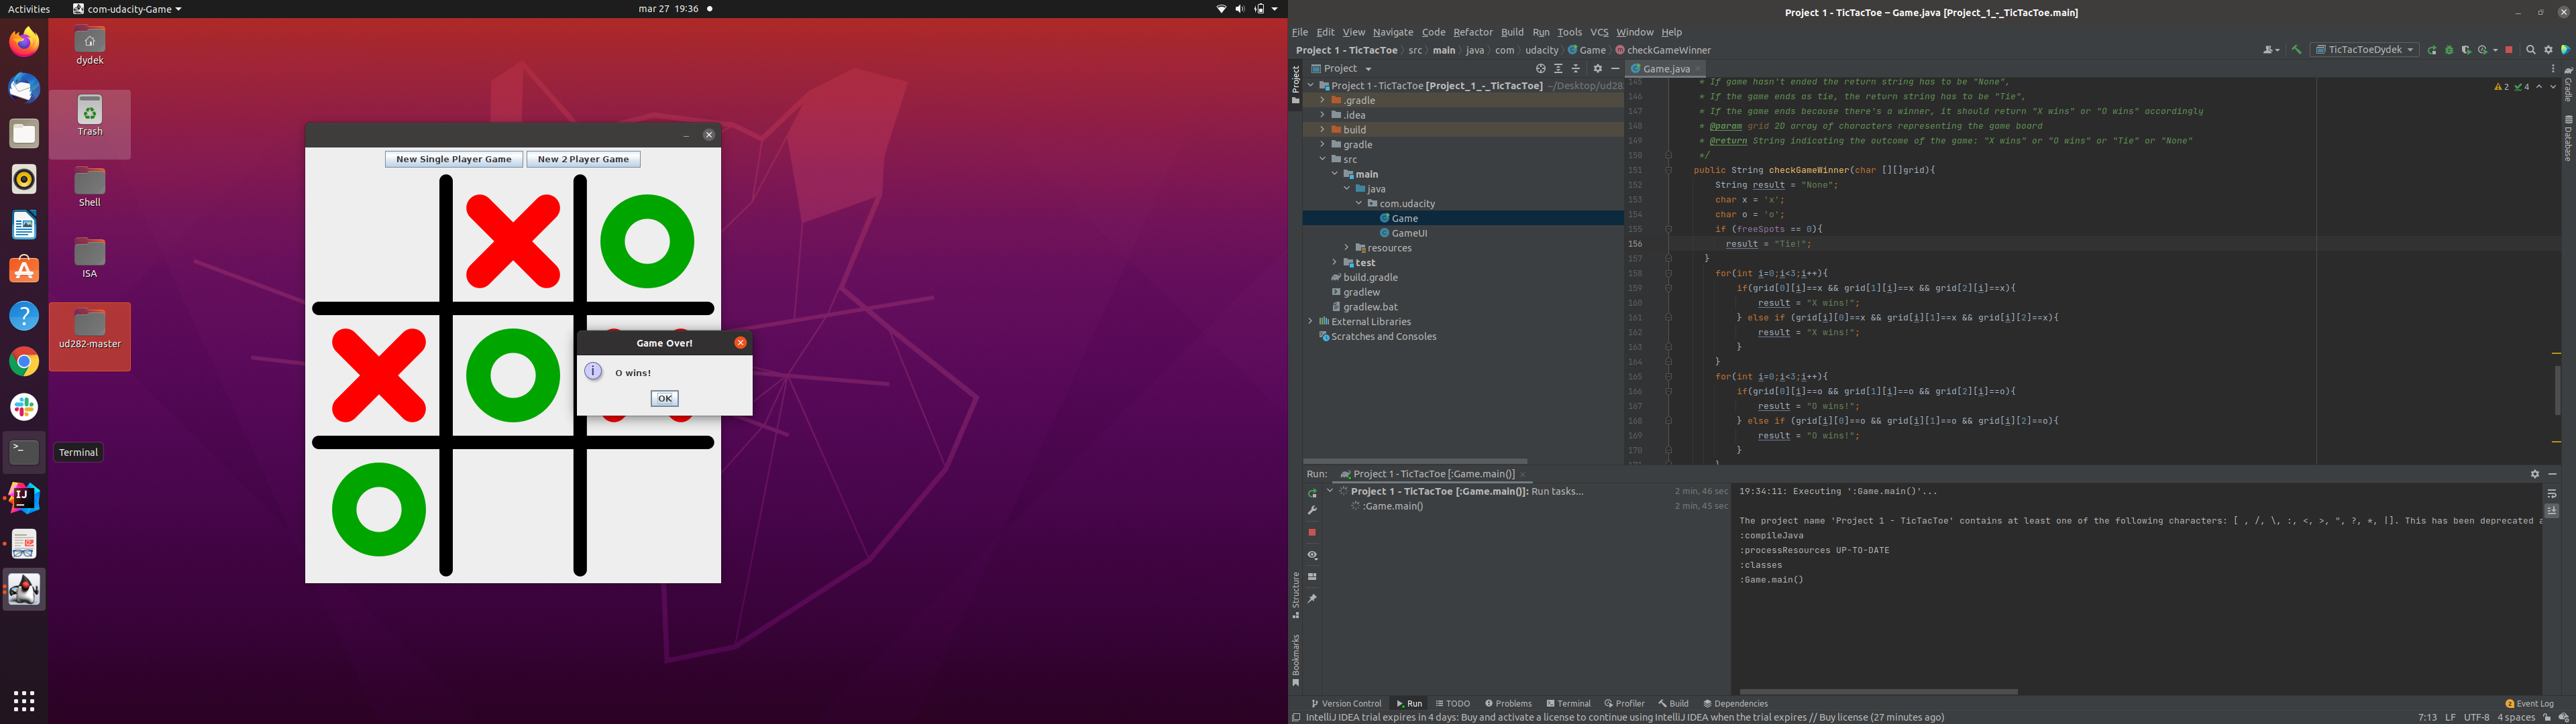 Activities
com-udacity-Game
mar 27 19:36
dydek
Trash
Shell
ISA
ud282-master
Terminal
New Single Player Game
New 2 Player Game
Game Over!
O wins!
OK
Project 1 - TicTacToe – Game.java [Project_1_-_TicTacToe.main]
File Edit View Navigate Code Refactor Build Run Tools VCS Window Help
Project 1 - TicTacToe src main java com udacity Game checkGameWinner
TicTacToeDydek
Project
Project 1 - TicTacToe [Project_1_-_TicTacToe] ~/Desktop/ud28
.gradle
.idea
build
gradle
src
main
java
com.udacity
Game
GameUI
resources
test
build.gradle
gradlew
gradlew.bat
External Libraries
Scratches and Consoles
Project
Structure
Bookmarks
Game.java
2 4
Gradle
Database
145 * If game hasn't ended the return string has to be "None",
146 * If the game ends as tie, the return string has to be "Tie",
147 * If the game ends because there's a winner, it should return "X wins" or "O wins" accordingly
148 * @param grid 2D array of characters representing the game board
149 * @return String indicating the outcome of the game: "X wins" or "O wins" or "Tie" or "None"
150 */
151 public String checkGameWinner(char [][]grid){
152 String result = "None";
153 char x = 'x';
154 char o = 'o';
155 if (freeSpots == 0){
156 result = "Tie!";
157 }
158 for(int i=0;i<3;i++){
159 if(grid[0][i]==x && grid[1][i]==x && grid[2][i]==x){
160 result = "X wins!";
161 } else if (grid[i][0]==x && grid[i][1]==x && grid[i][2]==x){
162 result = "X wins!";
163 }
164 }
165 for(int i=0;i<3;i++){
166 if(grid[0][i]==o && grid[1][i]==o && grid[2][i]==o){
167 result = "O wins!";
168 } else if (grid[i][0]==o && grid[i][1]==o && grid[i][2]==o){
169 result = "O wins!";
170 }
Run: Project 1 - TicTacToe [:Game.main()]
Project 1 - TicTacToe [:Game.main()]: Run tasks... 2 min, 46 sec
:Game.main() 2 min, 45 sec
19:34:11: Executing ':Game.main()'...
The project name 'Project 1 - TicTacToe' contains at least one of the following characters: [ , /, \, :, <, >, ", ?, *, |]. This has been deprecated a
:compileJava
:processResources UP-TO-DATE
:classes
:Game.main()
Version Control Run TODO Problems Terminal Profiler Build Dependencies
2 Event Log
IntelliJ IDEA trial expires in 4 days: Buy and activate a license to continue using IntelliJ IDEA when the trial expires // Buy license (27 minutes ago)
7:13 LF UTF-8 4 spaces